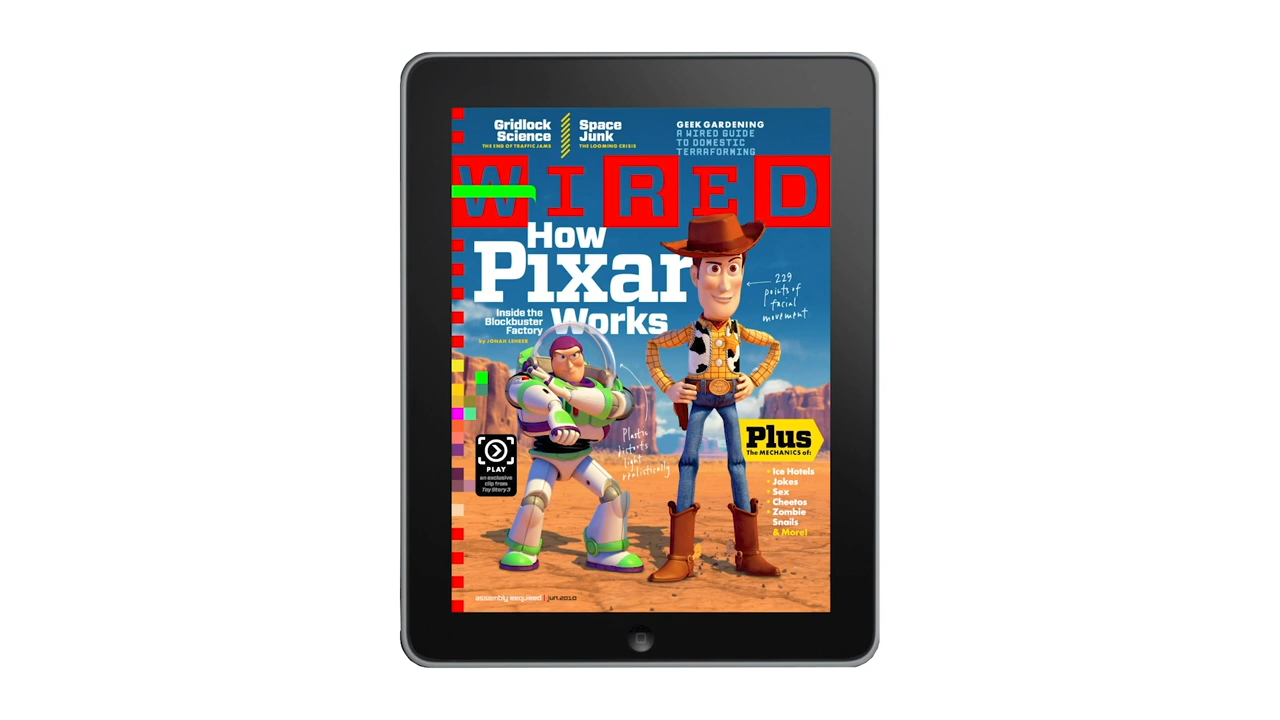 Gridlock
Science
THE END OF TRAFFIC JAMS
Space
Junk
THE LOOMING CRISIS
GEEK GARDENING
A WIRED GUIDE
TO DOMESTIC
TERRAFORMING
WIRED
How
Pixar
Works
Inside the
Blockbuster
Factory
by JONAH LEHRER
229
points of
facial
movement
Plastic
distorts
light
realistically
PLAY
an exclusive
clip from
Toy Story 3
Plus
The MECHANICS of:
• Ice Hotels
• Jokes
• Sex
• Cheetos
• Zombie
Snails
& More!
assembly required | jun.2010